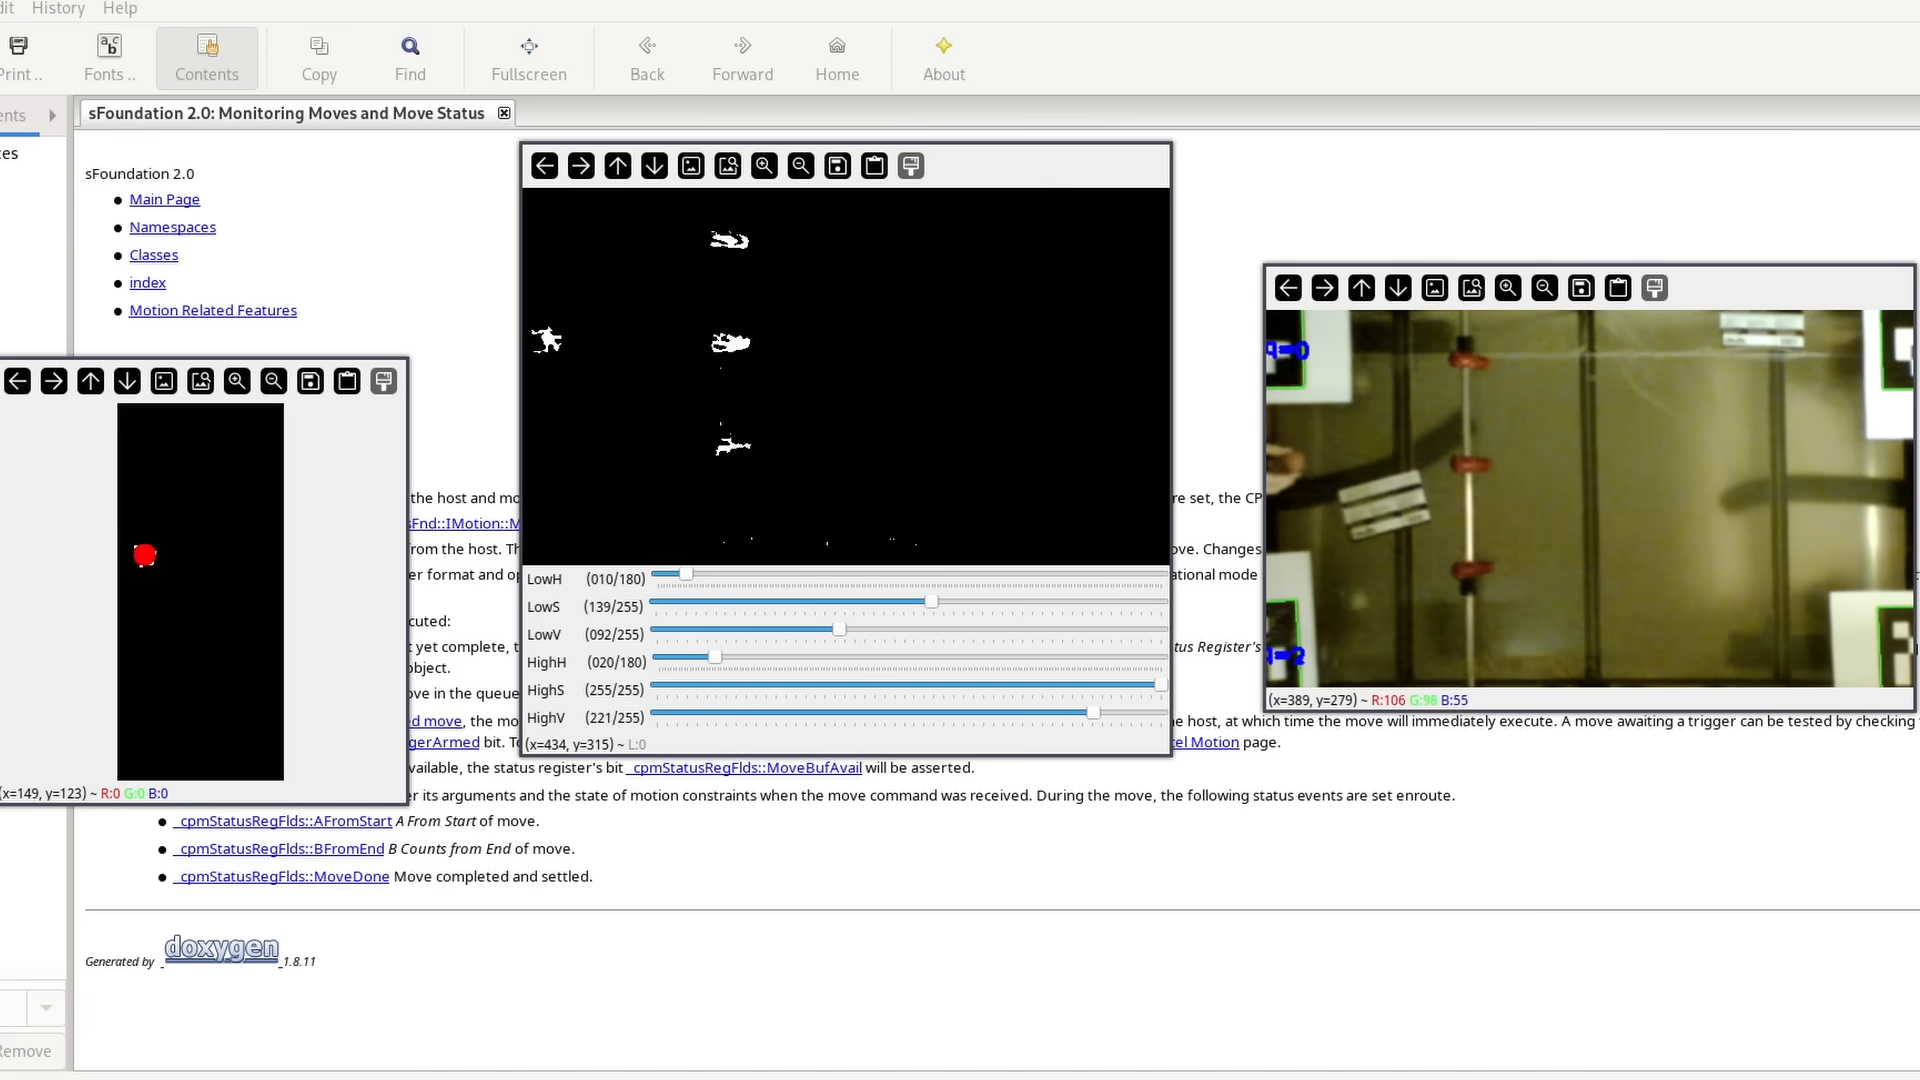 History Help
Fonts .. Contents Copy Find Fullscreen Back Forward Home About
sFoundation 2.0: Monitoring Moves and Move Status
sFoundation 2.0
Main Page
Namespaces
Classes
index
Motion Related Features
the host and mo
re set, the CP
sFnd::IMotion::M
from the host. Th
ove. Changes
er format and op
ational mode
cuted:
t yet complete, t
tus Register's
object.
ove in the queue
ed move, the mo
e host, at which time the move will immediately execute. A move awaiting a trigger can be tested by checking
gerArmed bit. To
el Motion page.
vailable, the status register's bit _cpmStatusRegFlds::MoveBufAvail will be asserted.
er its arguments and the state of motion constraints when the move command was received. During the move, the following status events are set enroute.
_cpmStatusRegFlds::AFromStart A From Start of move.
_cpmStatusRegFlds::BFromEnd B Counts from End of move.
_cpmStatusRegFlds::MoveDone Move completed and settled.
Generated by doxygen 1.8.11
Remove
(x=149, y=123) ~ R:0 G:0 B:0
LowH (010/180)
LowS (139/255)
LowV (092/255)
HighH (020/180)
HighS (255/255)
HighV (221/255)
(x=434, y=315) ~ L:0
(x=389, y=279) ~ R:106 G:98 B:55